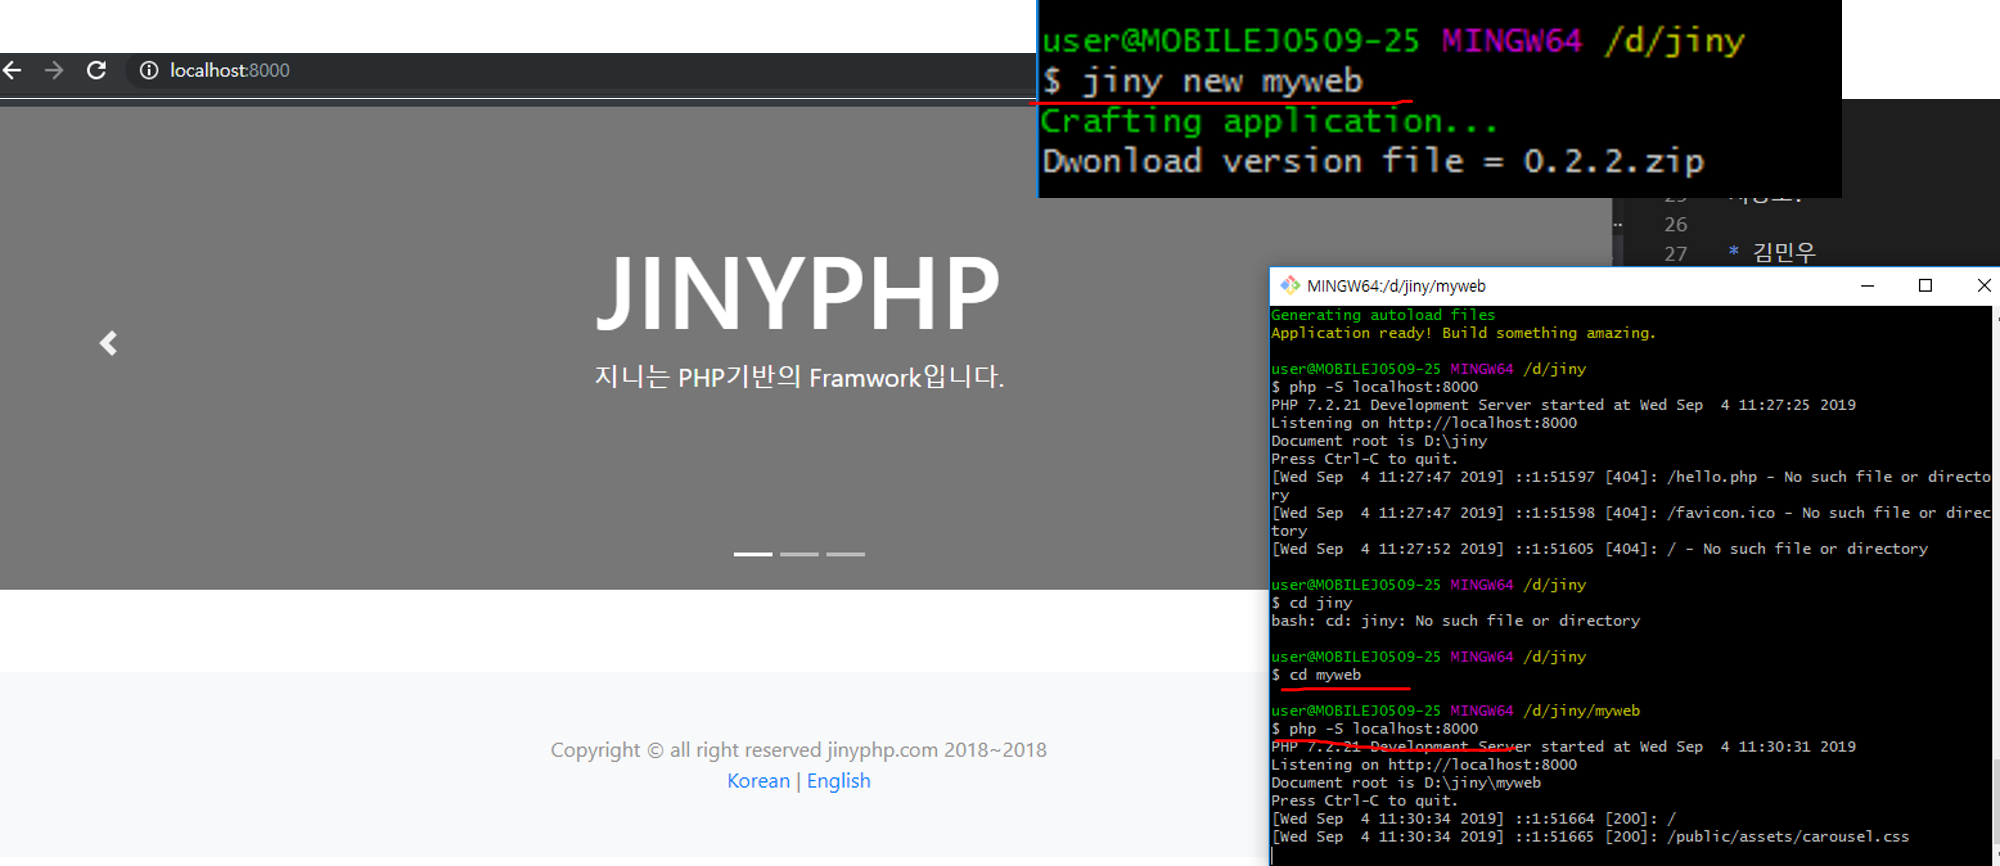 localhost:8000
user@MOBILEJ0509-25 MINGW64 /d/jiny
$ jiny new myweb
Crafting application...
Dwonload version file = 0.2.2.zip
26
27 * 김민우
JINYPHP
지니는 PHP기반의 Framwork입니다.
Copyright © all right reserved jinyphp.com 2018~2018
Korean | English
MINGW64:/d/jiny/myweb
Generating autoload files
Application ready! Build something amazing.
user@MOBILEJ0509-25 MINGW64 /d/jiny
$ php -S localhost:8000
PHP 7.2.21 Development Server started at Wed Sep  4 11:27:25 2019
Listening on http://localhost:8000
Document root is D:\jiny
Press Ctrl-C to quit.
[Wed Sep  4 11:27:47 2019] ::1:51597 [404]: /hello.php - No such file or directo
ry
[Wed Sep  4 11:27:47 2019] ::1:51598 [404]: /favicon.ico - No such file or direc
tory
[Wed Sep  4 11:27:52 2019] ::1:51605 [404]: / - No such file or directory
user@MOBILEJ0509-25 MINGW64 /d/jiny
$ cd jiny
bash: cd: jiny: No such file or directory
user@MOBILEJ0509-25 MINGW64 /d/jiny
$ cd myweb
user@MOBILEJ0509-25 MINGW64 /d/jiny/myweb
$ php -S localhost:8000
PHP 7.2.21 Development Server started at Wed Sep  4 11:30:31 2019
Listening on http://localhost:8000
Document root is D:\jiny\myweb
Press Ctrl-C to quit.
[Wed Sep  4 11:30:34 2019] ::1:51664 [200]: /
[Wed Sep  4 11:30:34 2019] ::1:51665 [200]: /public/assets/carousel.css